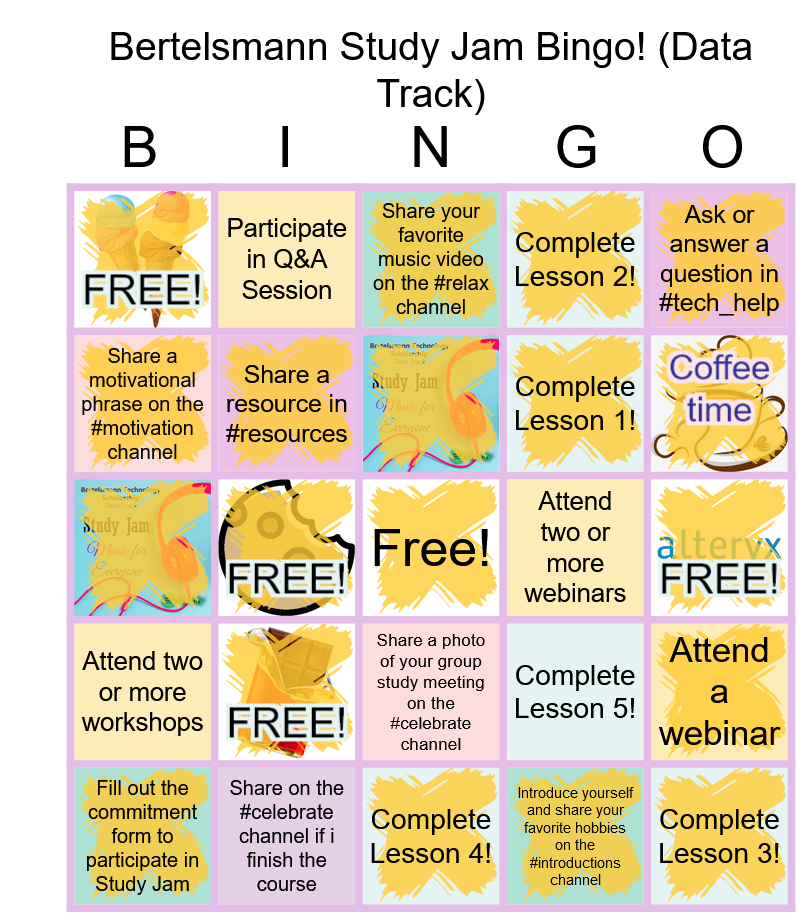 Bertelsmann Study Jam Bingo! (Data
Track)
B I N G O
FREE!
Participate
in Q&A
Session
Share your
favorite
music video
on the #relax
channel
Complete
Lesson 2!
Ask or
answer a
question in
#tech_help
Share a
motivational
phrase on the
#motivation
channel
Share a
resource in
#resources
Bertelsmann Technology
Scholarship
Data Track
Study Jam
Music for
Everyone
Complete
Lesson 1!
Coffee
time
Bertelsmann Technology
Scholarship
Data Track
Study Jam
Music for
Everyone
FREE!
Free!
Attend
two or
more
webinars
alteryx
FREE!
Attend two
or more
workshops
FREE!
Share a photo
of your group
study meeting
on the
#celebrate
channel
Complete
Lesson 5!
Attend
a
webinar
Fill out the
commitment
form to
participate in
Study Jam
Share on the
#celebrate
channel if i
finish the
course
Complete
Lesson 4!
Introduce yourself
and share your
favorite hobbies
on the
#introductions
channel
Complete
Lesson 3!